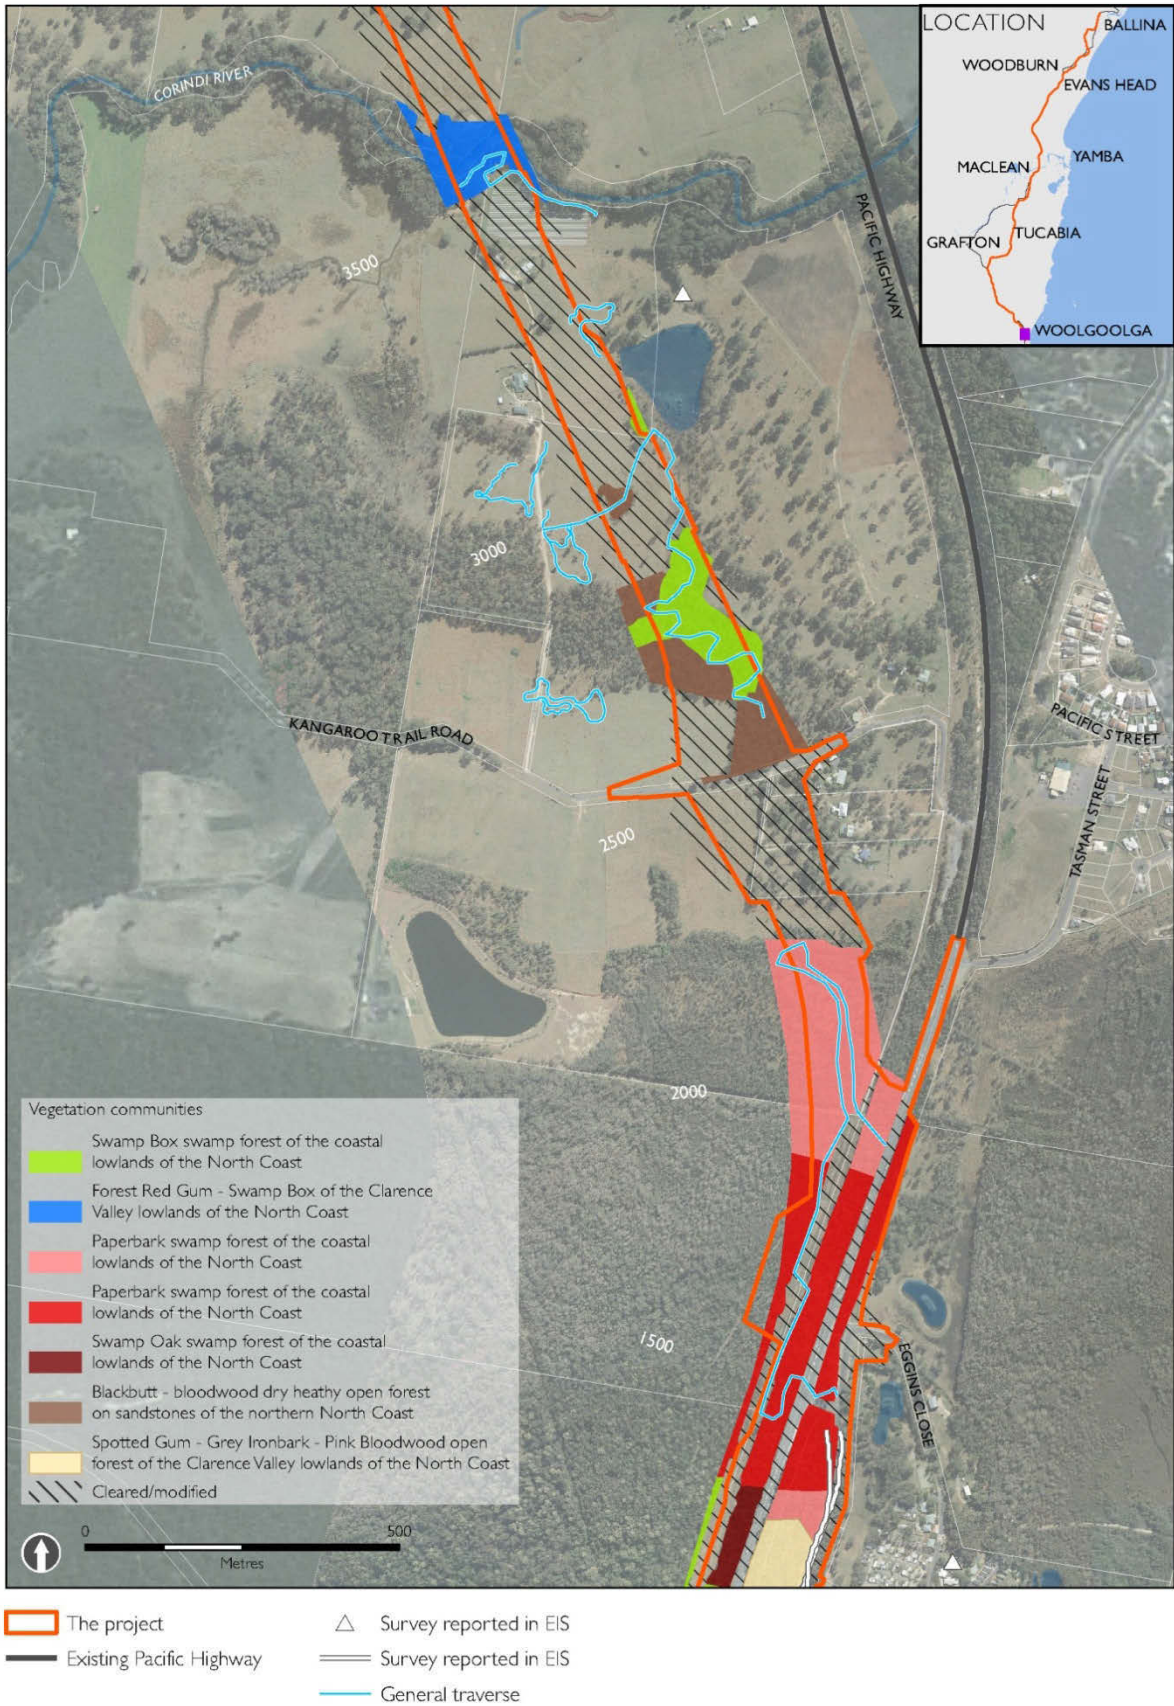 LOCATION
BALLINA
WOODBURN
EVANS HEAD
MACLEAN
YAMBA
GRAFTON
TUCABIA
WOOLGOOLGA
CORINDI RIVER
PACIFIC HIGHWAY
3500
3000
KANGAROO TRAIL ROAD
PACIFIC STREET
TASMAN STREET
2500
2000
1500
EGGINS CLOSE
Vegetation communities
Swamp Box swamp forest of the coastal
lowlands of the North Coast
Forest Red Gum - Swamp Box of the Clarence
Valley lowlands of the North Coast
Paperbark swamp forest of the coastal
lowlands of the North Coast
Paperbark swamp forest of the coastal
lowlands of the North Coast
Swamp Oak swamp forest of the coastal
lowlands of the North Coast
Blackbutt - bloodwood dry heathy open forest
on sandstones of the northern North Coast
Spotted Gum - Grey Ironbark - Pink Bloodwood open
forest of the Clarence Valley lowlands of the North Coast
Cleared/modified
0 500
Metres
The project
Existing Pacific Highway
Survey reported in EIS
Survey reported in EIS
General traverse